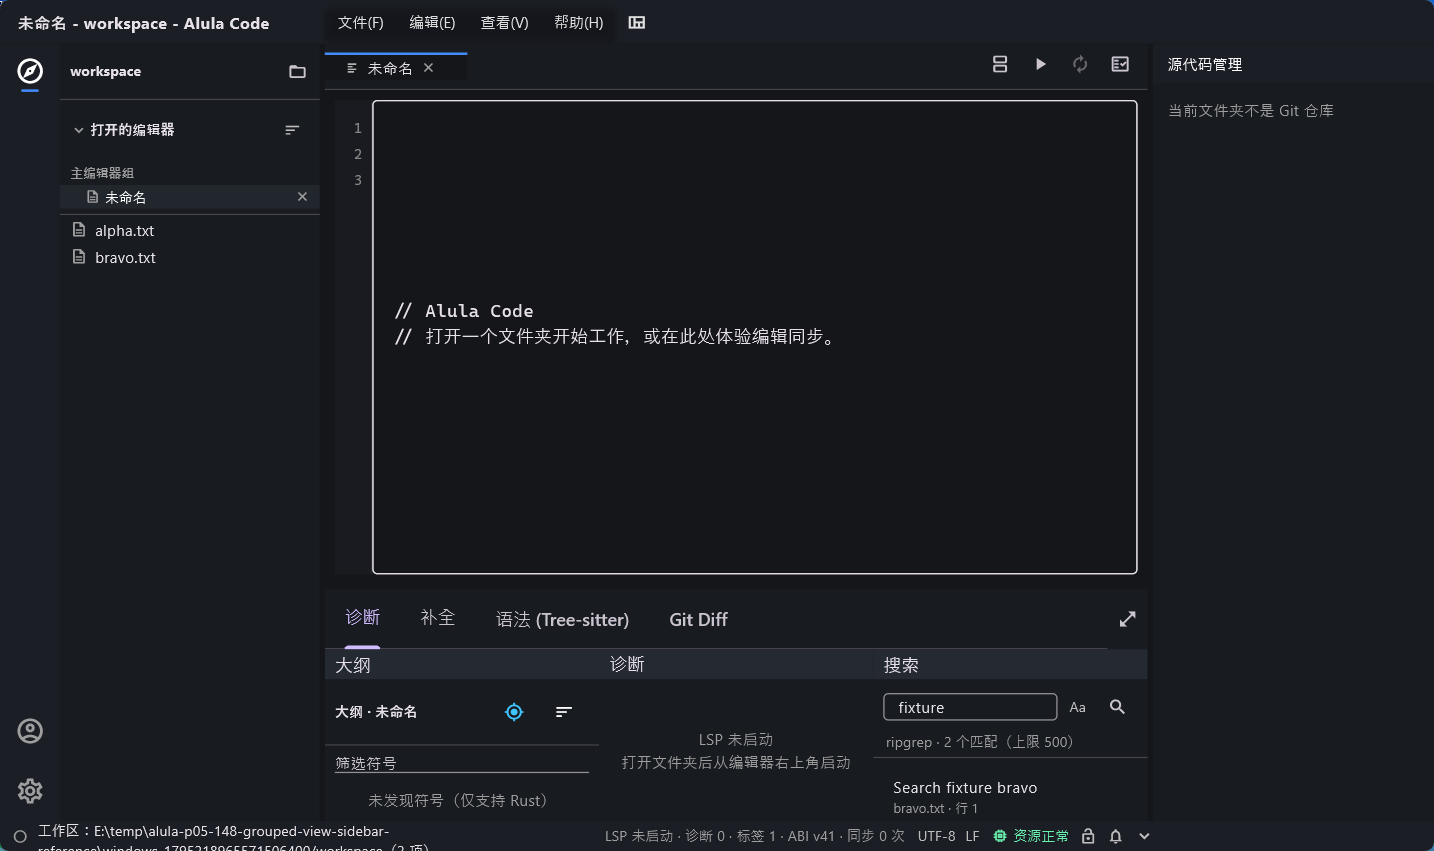 未命名 - workspace - Alula Code
文件(F) 编辑(E) 查看(V) 帮助(H)
workspace
打开的编辑器
主编辑器组
未命名
alpha.txt
bravo.txt
未命名
1
2
3
// Alula Code
// 打开一个文件夹开始工作，或在此处体验编辑同步。
源代码管理
当前文件夹不是 Git 仓库
诊断 补全 语法 (Tree-sitter) Git Diff
大纲
大纲 · 未命名
筛选符号
未发现符号（仅支持 Rust）
诊断
LSP 未启动
打开文件夹后从编辑器右上角启动
搜索
fixture Aa
ripgrep · 2 个匹配（上限 500）
Search fixture bravo
bravo.txt · 行 1
工作区：E:\temp\alula-p05-148-grouped-view-sidebar-
reference\windows-1795218965571506400/workspace（2 项）
LSP 未启动 · 诊断 0 · 标签 1 · ABI v41 · 同步 0 次 UTF-8 LF 资源正常